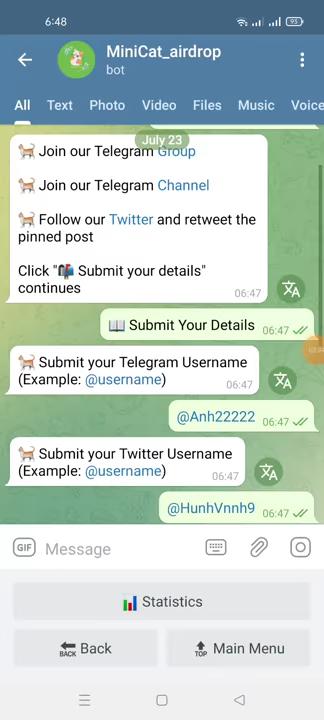 6:48
93
MiniCat_airdrop
bot
All Text Photo Video Files Music Voice
July 23
🐈 Join our Telegram Group
🐈 Join our Telegram Channel
🐈 Follow our Twitter and retweet the
pinned post
Click "📬 Submit your details"
continues
06:47
📖 Submit Your Details 06:47
🐈 Submit your Telegram Username
(Example: @username) 06:47
@Anh22222 06:47
🐈 Submit your Twitter Username
(Example: @username) 06:47
@HunhVnnh9 06:47
GIF Message
📊 Statistics
🔙 Back 🔝 Main Menu